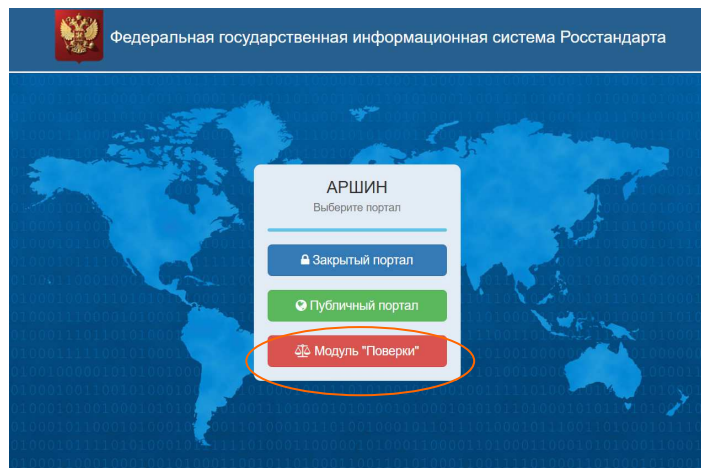 Федеральная государственная информационная система Росстандарта
АРШИН
Выберите портал
Закрытый портал
Публичный портал
Модуль "Поверки"